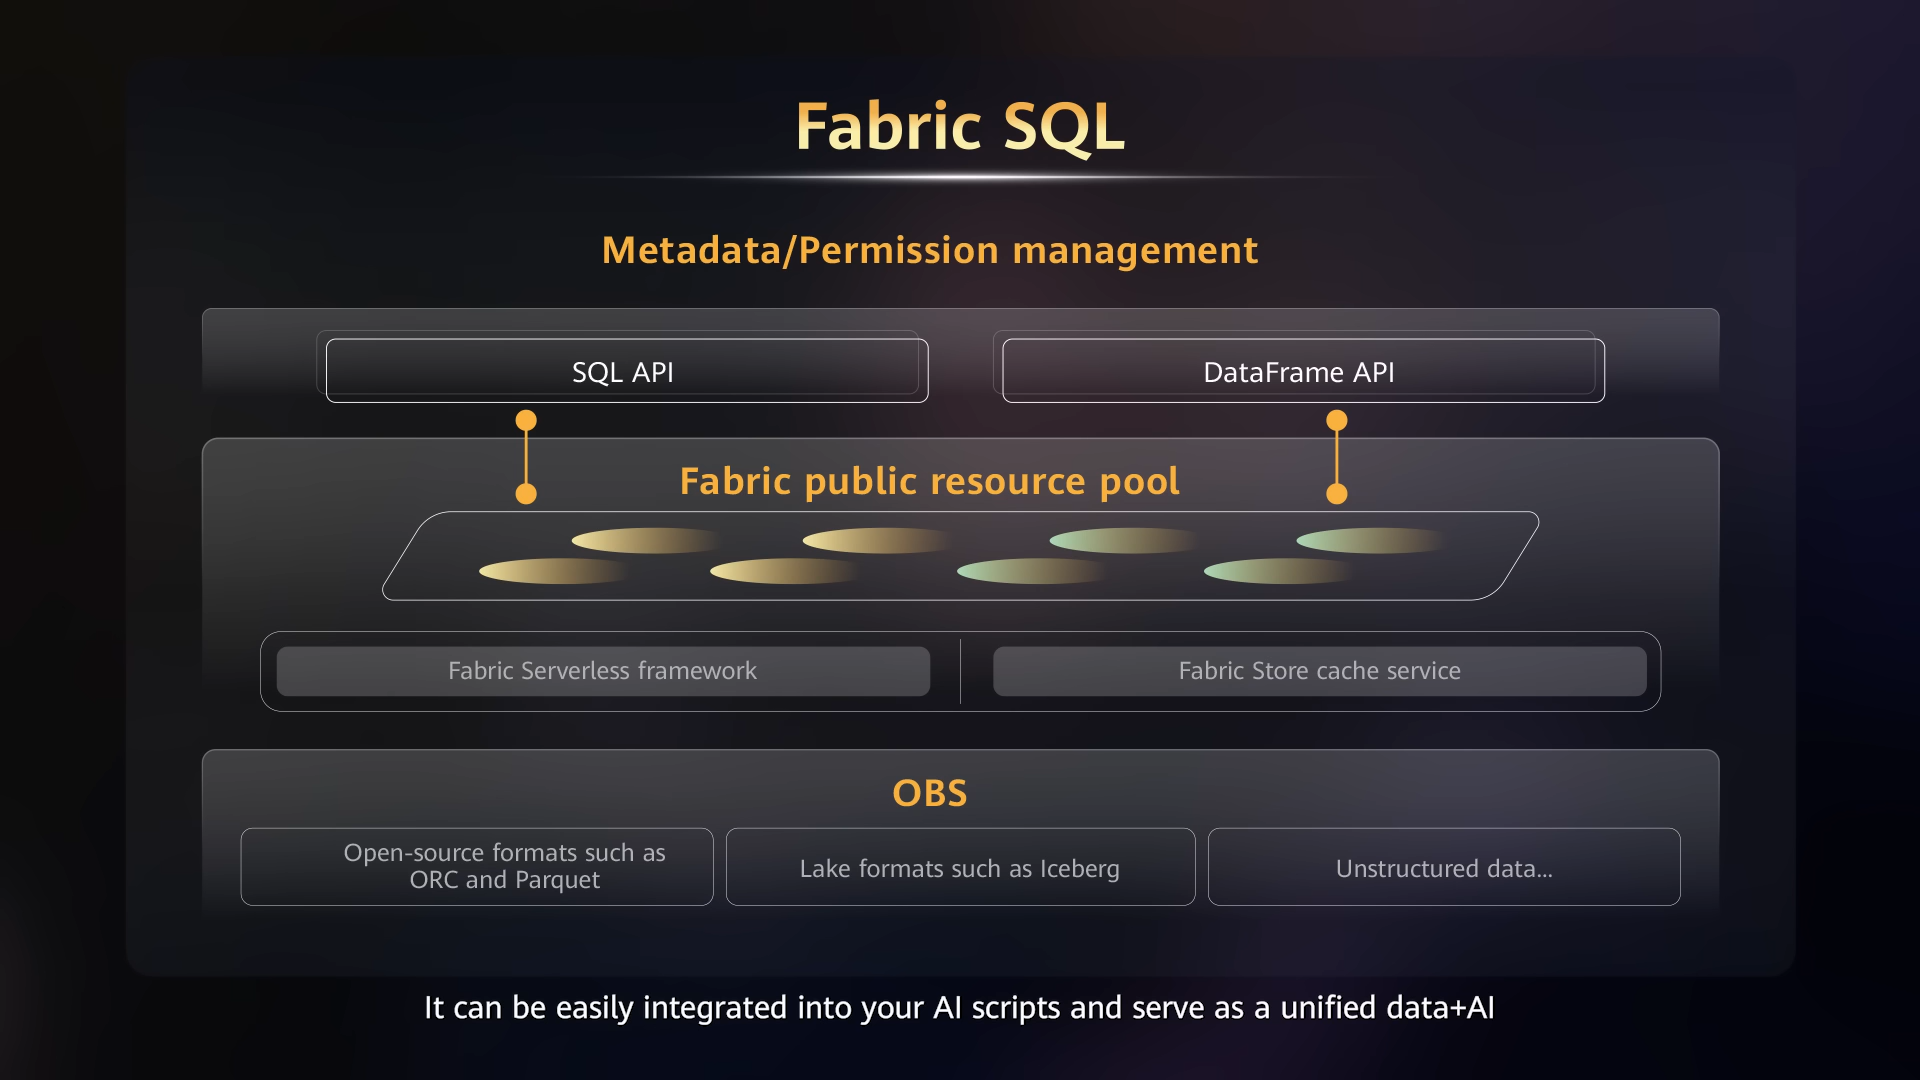 Fabric SQL
Metadata/Permission management
SQL API
DataFrame API
Fabric public resource pool
Fabric Serverless framework
Fabric Store cache service
OBS
Open-source formats such as
ORC and Parquet
Lake formats such as Iceberg
Unstructured data...
It can be easily integrated into your AI scripts and serve as a unified data+AI